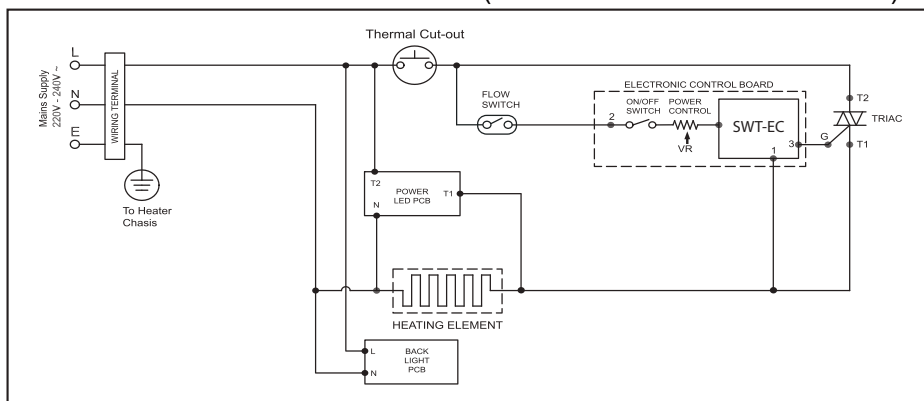 Thermal Cut-out
Mains Supply
220V - 240V ~
L
N
E
WIRING TERMINAL
To Heater
Chasis
FLOW
SWITCH
ELECTRONIC CONTROL BOARD
2
ON/OFF
SWITCH
POWER
CONTROL
VR
SWT-EC
3
1
G
T2
TRIAC
T1
T2
N
POWER
LED PCB
T1
HEATING ELEMENT
L
N
BACK
LIGHT
PCB